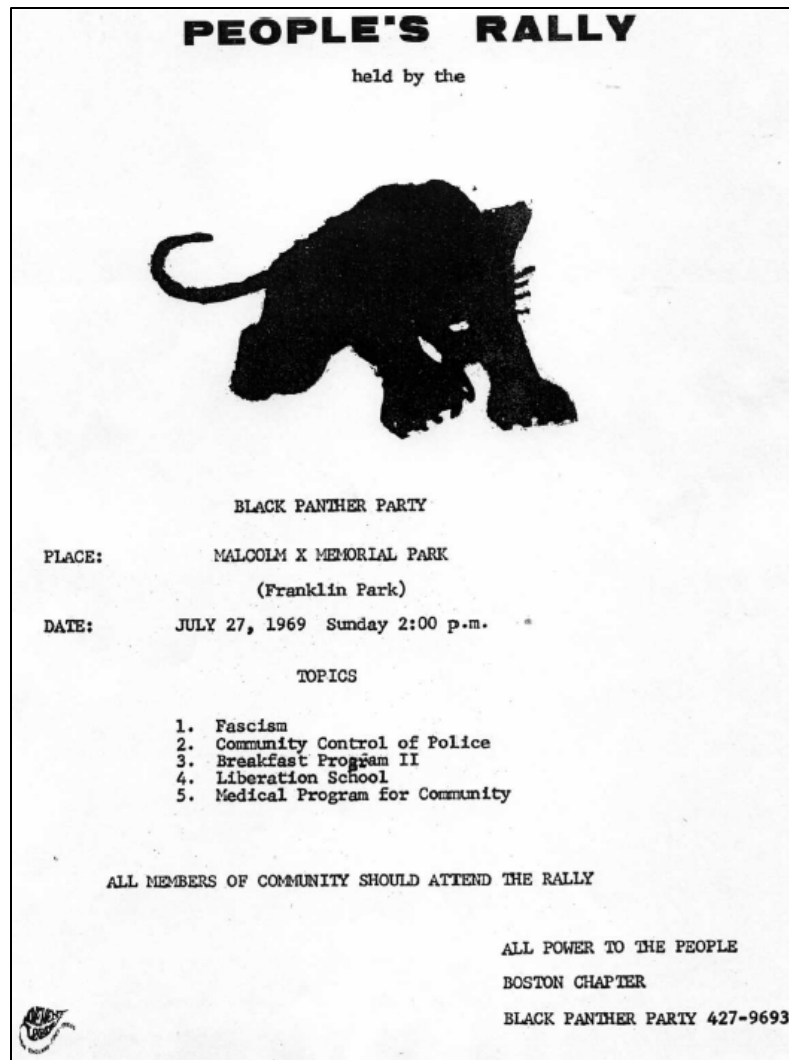 PEOPLE'S RALLY
held by the
BLACK PANTHER PARTY
PLACE: MALCOLM X MEMORIAL PARK
(Franklin Park)
DATE: JULY 27, 1969 Sunday 2:00 p.m.
TOPICS
1. Fascism
2. Community Control of Police
3. Breakfast Program II
4. Liberation School
5. Medical Program for Community
ALL MEMBERS OF COMMUNITY SHOULD ATTEND THE RALLY
ALL POWER TO THE PEOPLE
BOSTON CHAPTER
BLACK PANTHER PARTY 427-9693